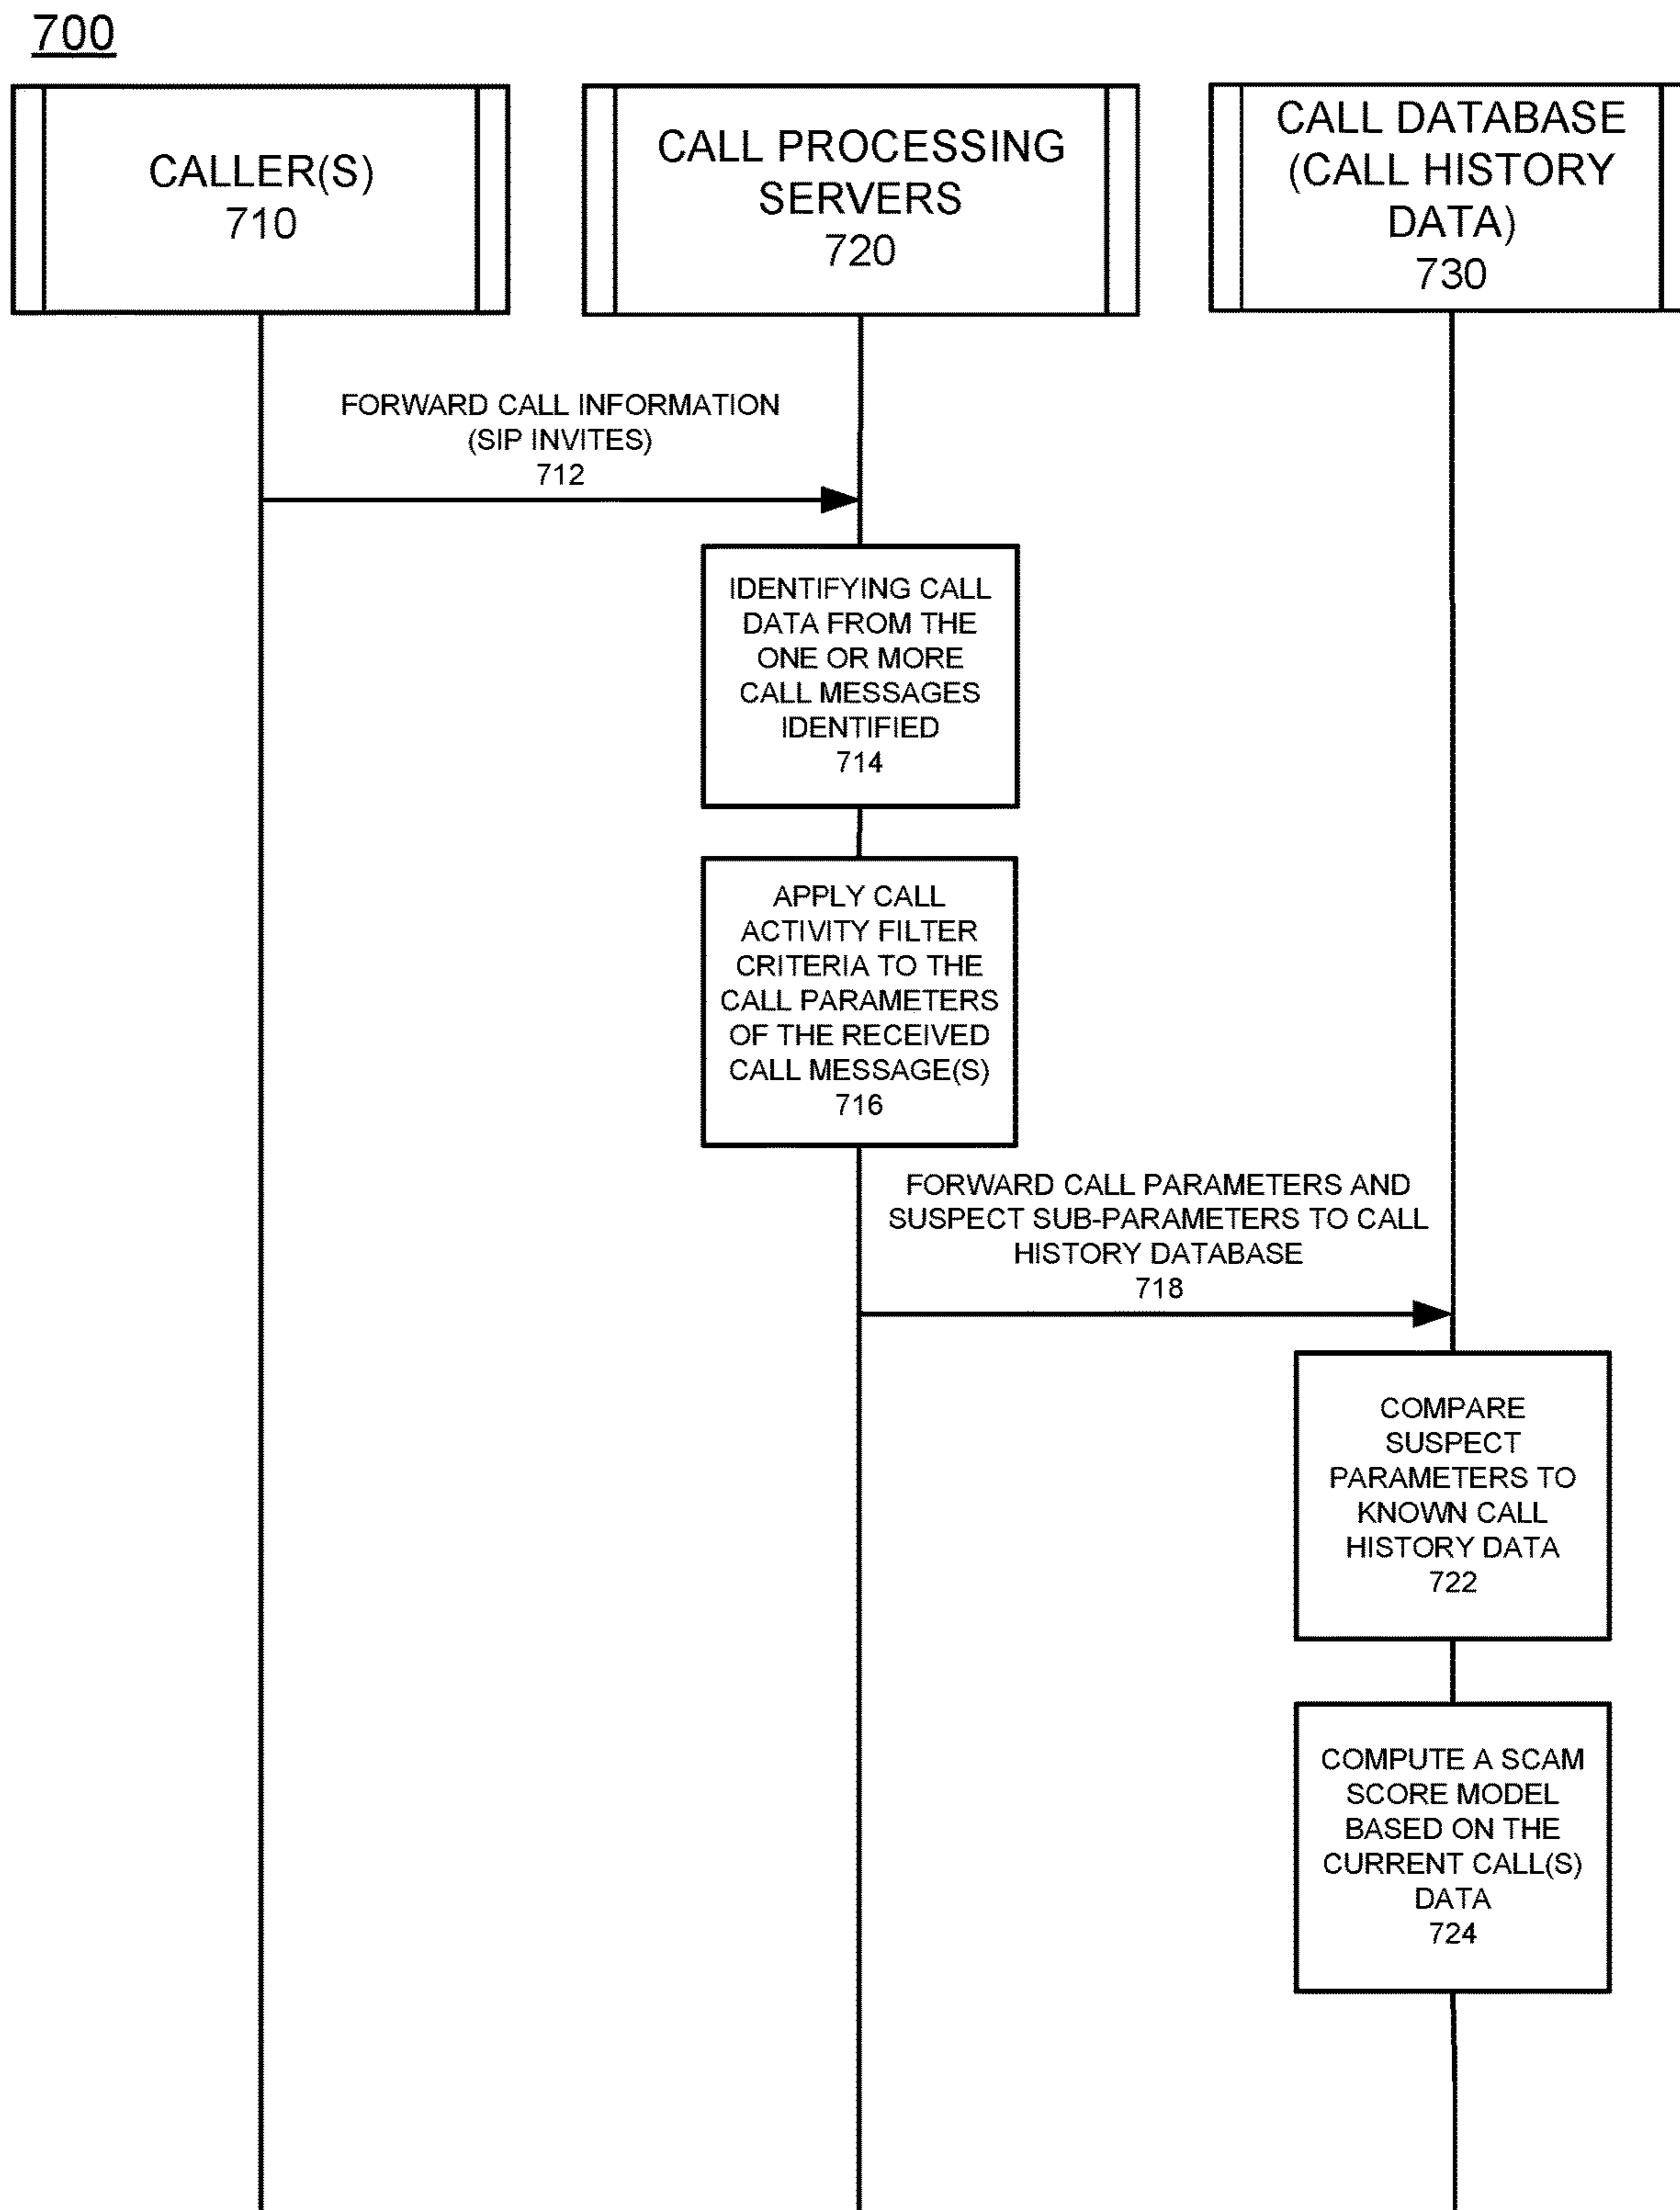 700
CALLER(S)
710
CALL PROCESSING
SERVERS
720
CALL DATABASE
(CALL HISTORY
DATA)
730
FORWARD CALL INFORMATION
(SIP INVITES)
712
IDENTIFYING CALL
DATA FROM THE
ONE OR MORE
CALL MESSAGES
IDENTIFIED
714
APPLY CALL
ACTIVITY FILTER
CRITERIA TO THE
CALL PARAMETERS
OF THE RECEIVED
CALL MESSAGE(S)
716
FORWARD CALL PARAMETERS AND
SUSPECT SUB-PARAMETERS TO CALL
HISTORY DATABASE
718
COMPARE
SUSPECT
PARAMETERS TO
KNOWN CALL
HISTORY DATA
722
COMPUTE A SCAM
SCORE MODEL
BASED ON THE
CURRENT CALL(S)
DATA
724